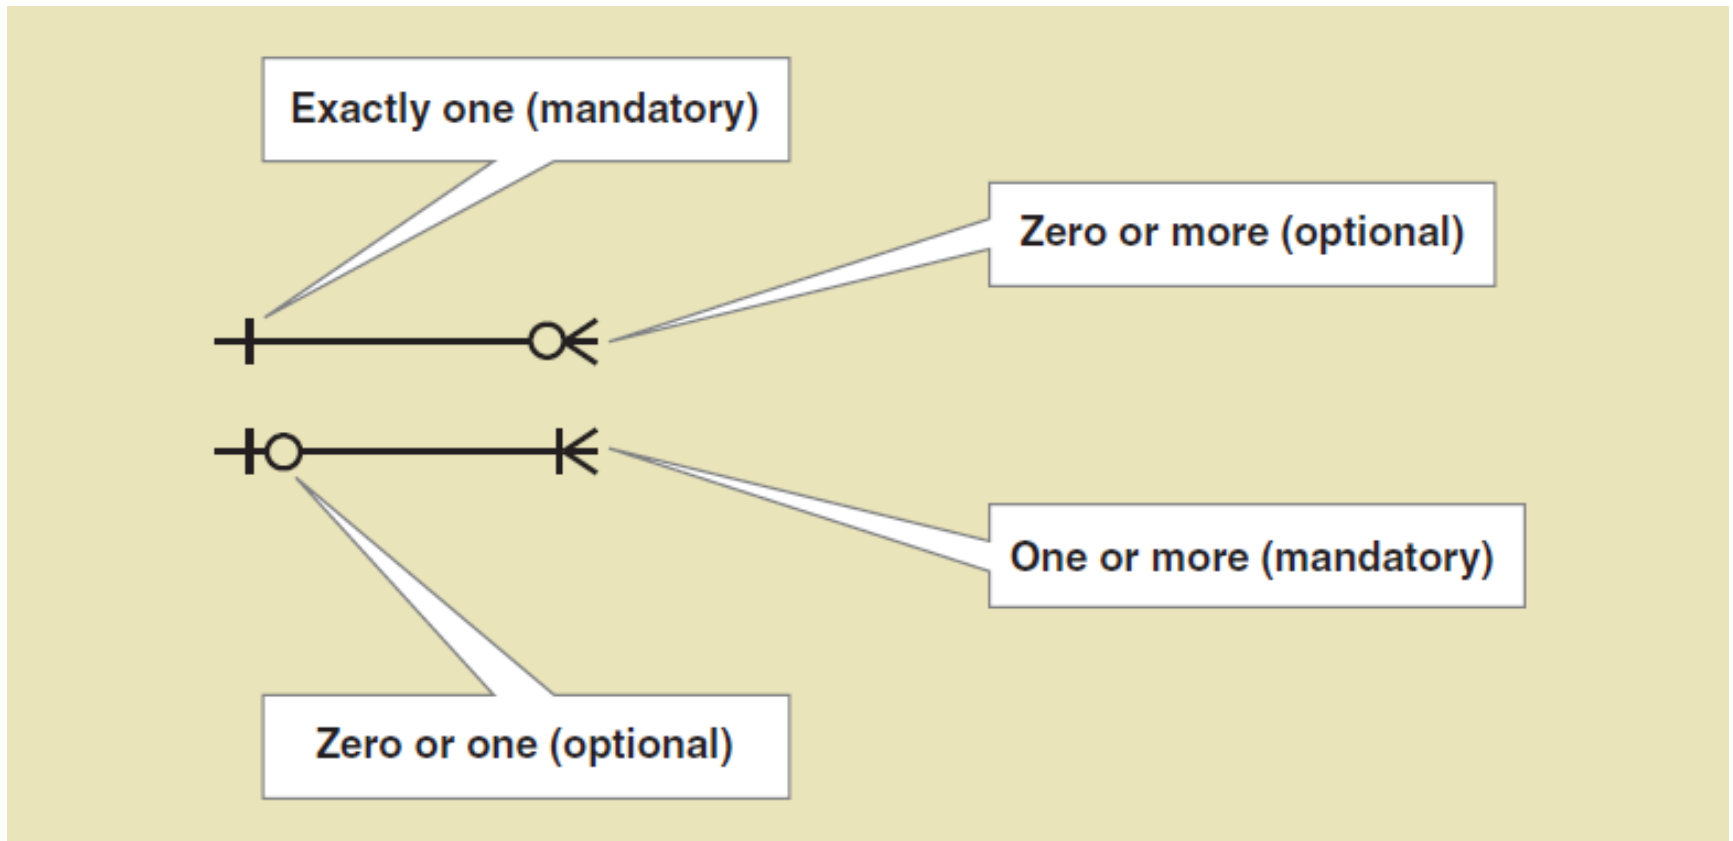 Exactly one (mandatory)
Zero or more (optional)
One or more (mandatory)
Zero or one (optional)